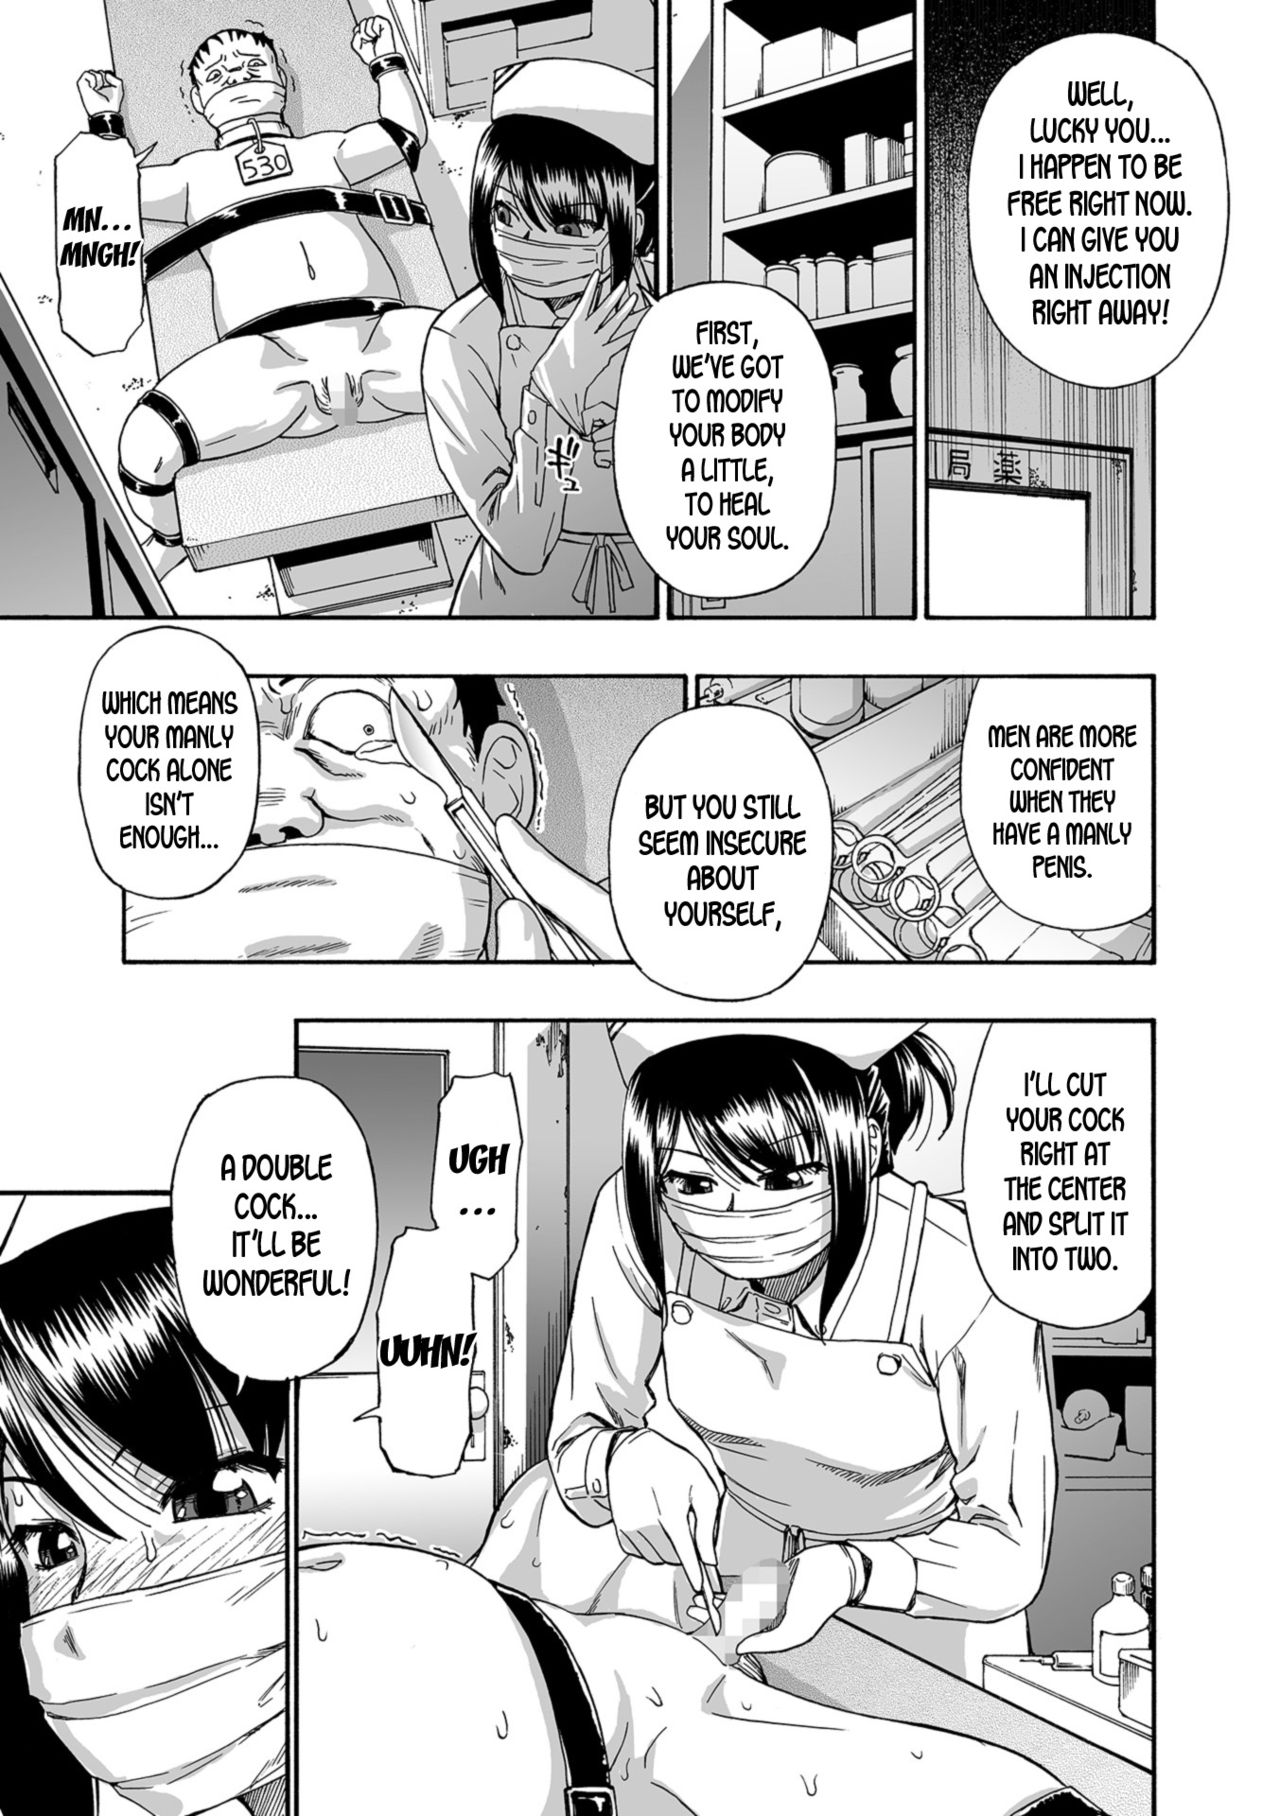 WELL,
LUCKY YOU...
I HAPPEN TO BE
FREE RIGHT NOW.
I CAN GIVE YOU
AN INJECTION
RIGHT AWAY!
局薬
FIRST,
WE'VE GOT
TO MODIFY
YOUR BODY
A LITTLE,
TO HEAL
YOUR SOUL.
530
MN...
MNGH!
MEN ARE MORE
CONFIDENT
WHEN THEY
HAVE A MANLY
PENIS.
BUT YOU STILL
SEEM INSECURE
ABOUT
YOURSELF,
WHICH MEANS
YOUR MANLY
COCK ALONE
ISN'T
ENOUGH...
I'LL CUT
YOUR COCK
RIGHT AT
THE CENTER
AND SPLIT IT
INTO TWO.
UGH
...
UUHN!
A DOUBLE
COCK...
IT'LL BE
WONDERFUL!